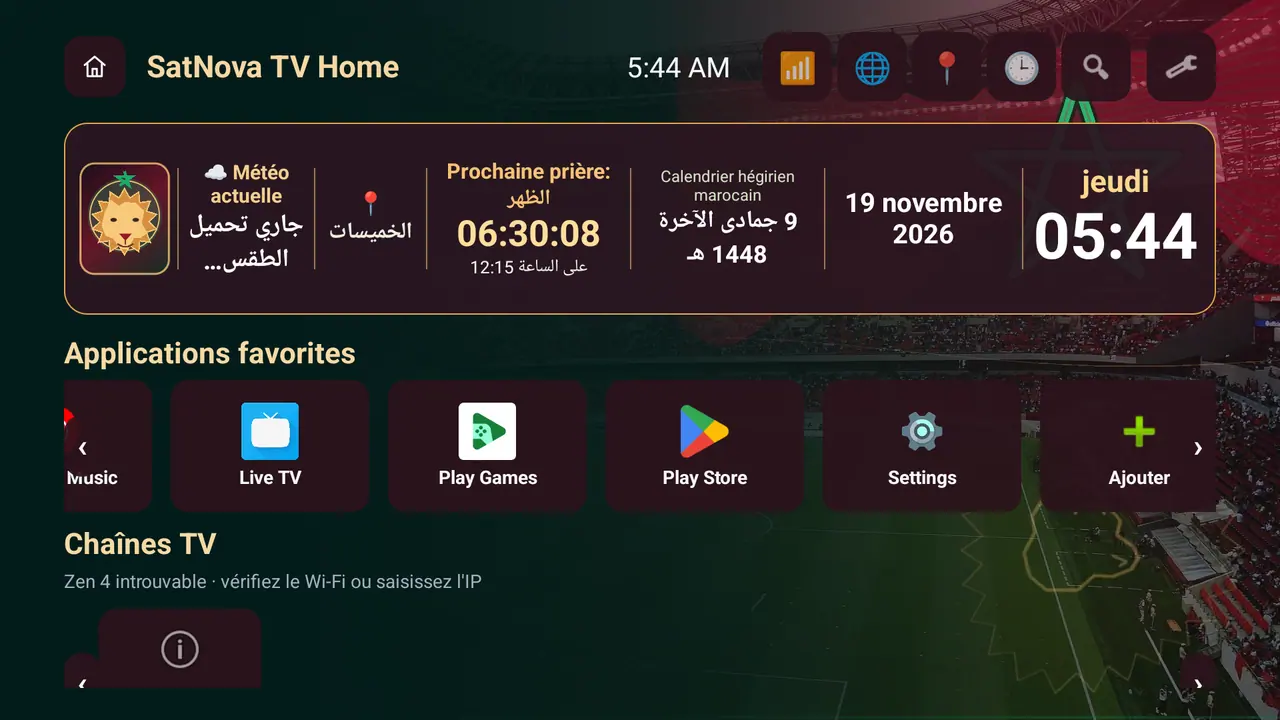 SatNova TV Home
5:44 AM
☁️ Météo
actuelle
جاري تحميل
الطقس...
الخميسات
Prochaine prière:
الظهر
06:30:08
على الساعة 12:15
Calendrier hégirien
marocain
9 جمادى الآخرة
1448 هـ
19 novembre
2026
jeudi
05:44
Applications favorites
Music
Live TV
Play Games
Play Store
Settings
Ajouter
Chaînes TV
Zen 4 introuvable · vérifiez le Wi-Fi ou saisissez l'IP